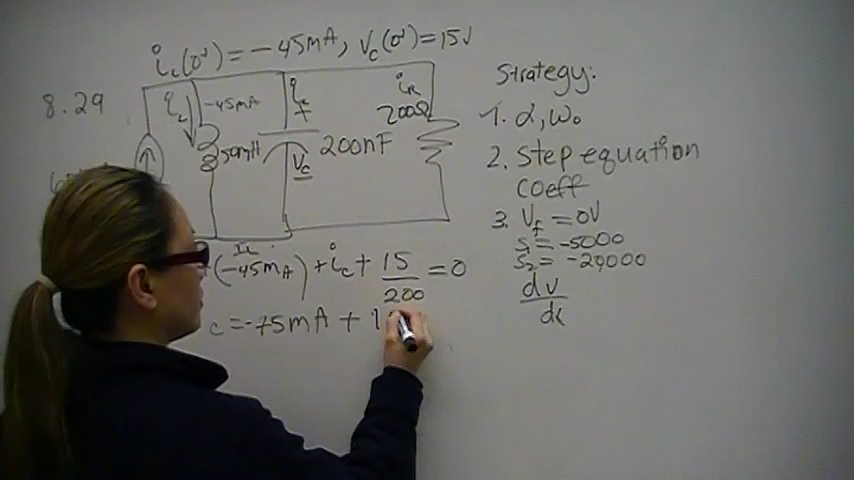 i_L(0⁺) = -45mA, V_c(0⁺) = 15V
8.29
i_L -45mA i_c i_R
+ 200Ω
50mH V_c 200nF
(-45mA) + i_c + 15/200 = 0
c = -75mA + 1
Strategy:
1. α, ω₀
2. Step equation
coeff
3. V_f = 0V
s₁ = -5000
s₂ = -20000
dv/dt